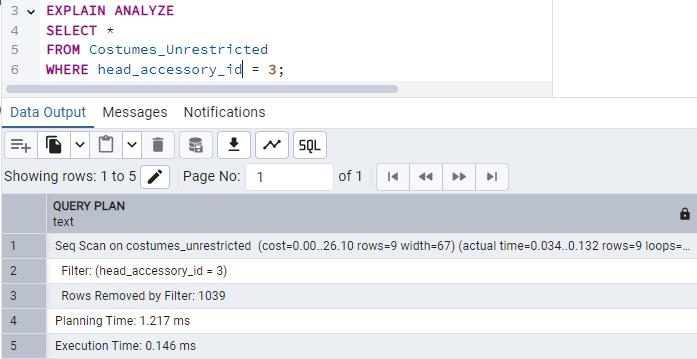 3 EXPLAIN ANALYZE
4 SELECT *
5 FROM Costumes_Unrestricted
6 WHERE head_accessory_id = 3;
Data Output Messages Notifications
SQL
Showing rows: 1 to 5 Page No: 1 of 1
QUERY PLAN
text
1 Seq Scan on costumes_unrestricted (cost=0.00..26.10 rows=9 width=67) (actual time=0.034..0.132 rows=9 loops=...
2 Filter: (head_accessory_id = 3)
3 Rows Removed by Filter: 1039
4 Planning Time: 1.217 ms
5 Execution Time: 0.146 ms